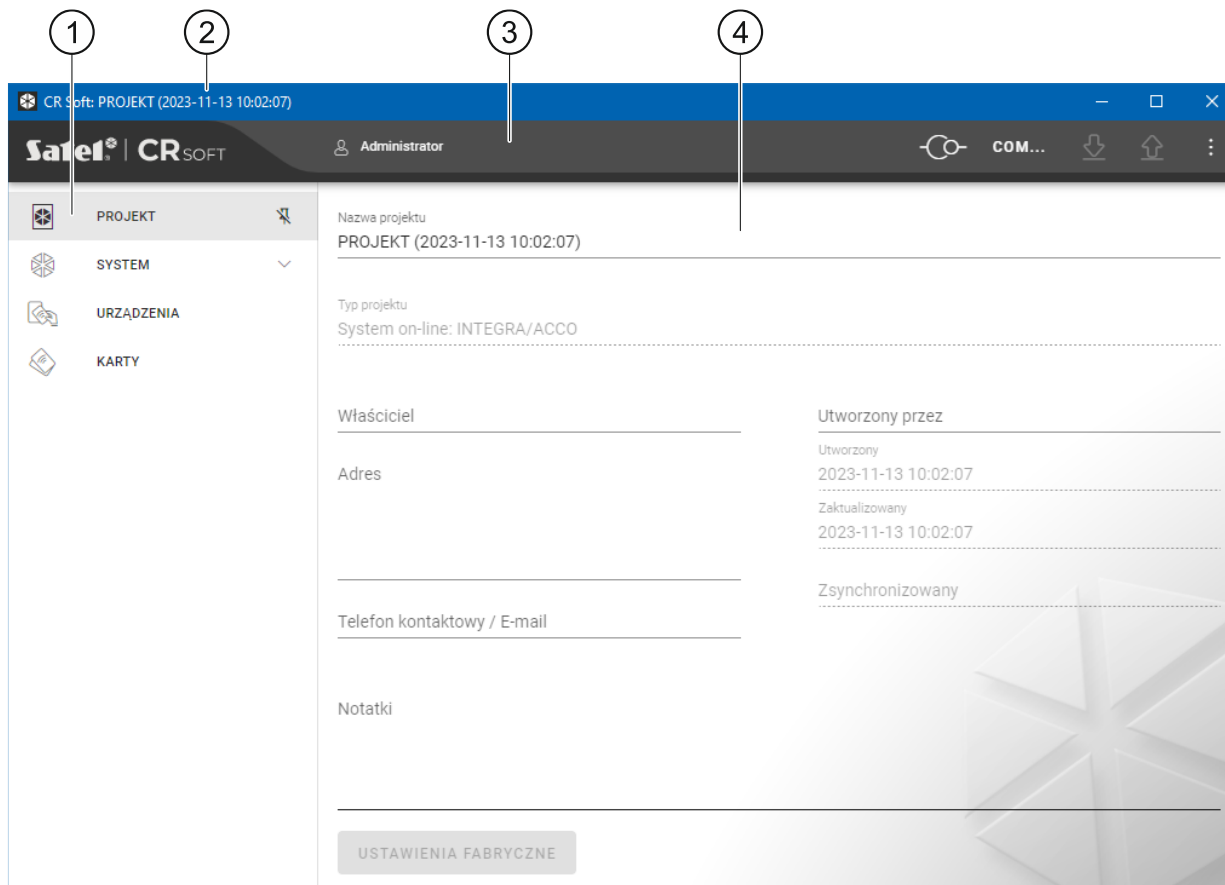 1 2 3 4
CR Soft: PROJEKT (2023-11-13 10:02:07)
Satel® | CR SOFT
Administrator
COM...
PROJEKT
SYSTEM
URZĄDZENIA
KARTY
Nazwa projektu
PROJEKT (2023-11-13 10:02:07)
Typ projektu
System on-line: INTEGRA/ACCO
Właściciel
Adres
Telefon kontaktowy / E-mail
Utworzony przez
Utworzony
2023-11-13 10:02:07
Zaktualizowany
2023-11-13 10:02:07
Zsynchronizowany
Notatki
USTAWIENIA FABRYCZNE